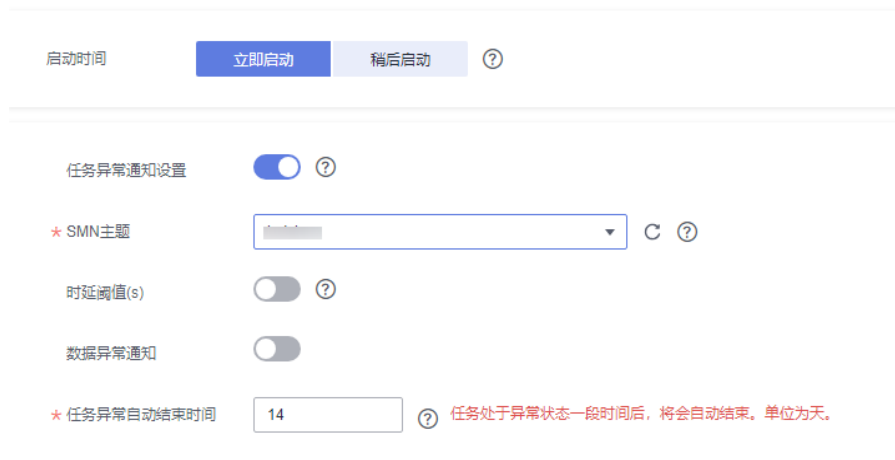 启动时间 立即启动 稍后启动
任务异常通知设置
* SMN主题
时延阈值(s)
数据异常通知
* 任务异常自动结束时间 14 任务处于异常状态一段时间后，将会自动结束。单位为天。